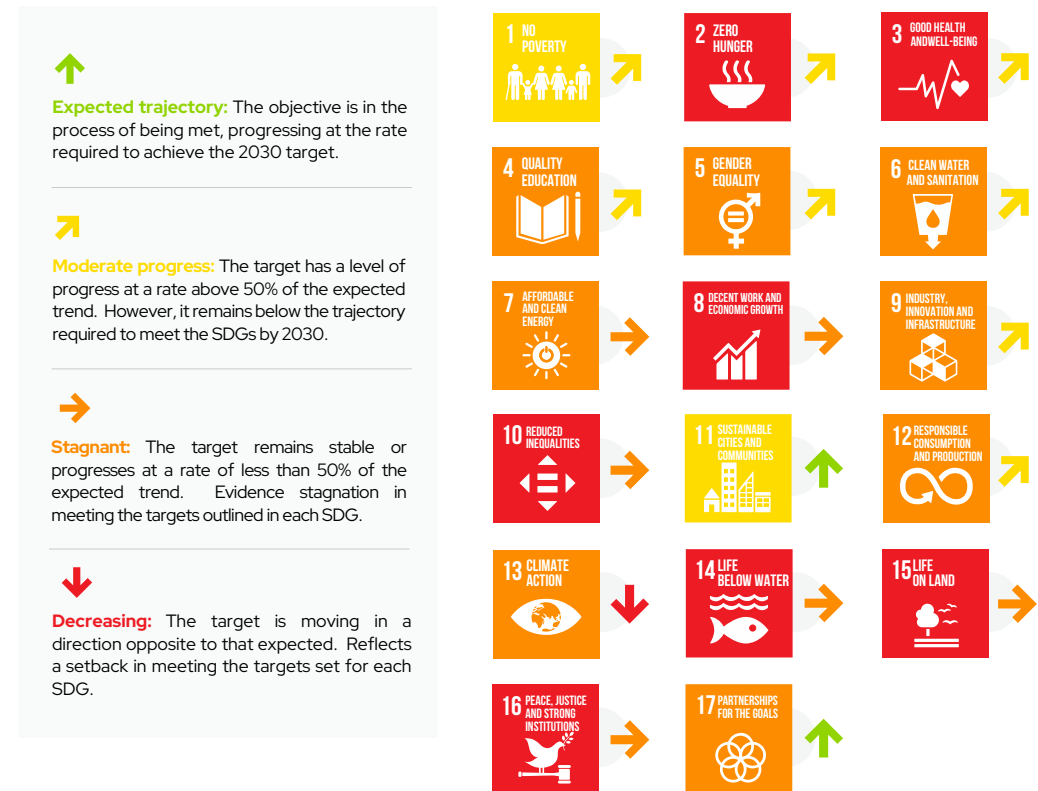 Expected trajectory: The objective is in the
process of being met, progressing at the rate
required to achieve the 2030 target.
Moderate progress: The target has a level of
progress at a rate above 50% of the expected
trend. However, it remains below the trajectory
required to meet the SDGs by 2030.
Stagnant: The target remains stable or
progresses at a rate of less than 50% of the
expected trend. Evidence stagnation in
meeting the targets outlined in each SDG.
Decreasing: The target is moving in a
direction opposite to that expected. Reflects
a setback in meeting the targets set for each
SDG.
1 NO
POVERTY
2 ZERO
HUNGER
3 GOOD HEALTH
ANDWELL-BEING
4 QUALITY
EDUCATION
5 GENDER
EQUALITY
6 CLEAN WATER
AND SANITATION
7 AFFORDABLE
AND CLEAN
ENERGY
8 DECENT WORK AND
ECONOMIC GROWTH
9 INDUSTRY,
INNOVATION AND
INFRASTRUCTURE
10 REDUCED
INEQUALITIES
11 SUSTAINABLE
CITIES AND
COMMUNITIES
12 RESPONSIBLE
CONSUMPTION
AND PRODUCTION
13 CLIMATE
ACTION
14 LIFE
BELOW WATER
15 LIFE
ON LAND
16 PEACE, JUSTICE
AND STRONG
INSTITUTIONS
17 PARTNERSHIPS
FOR THE GOALS